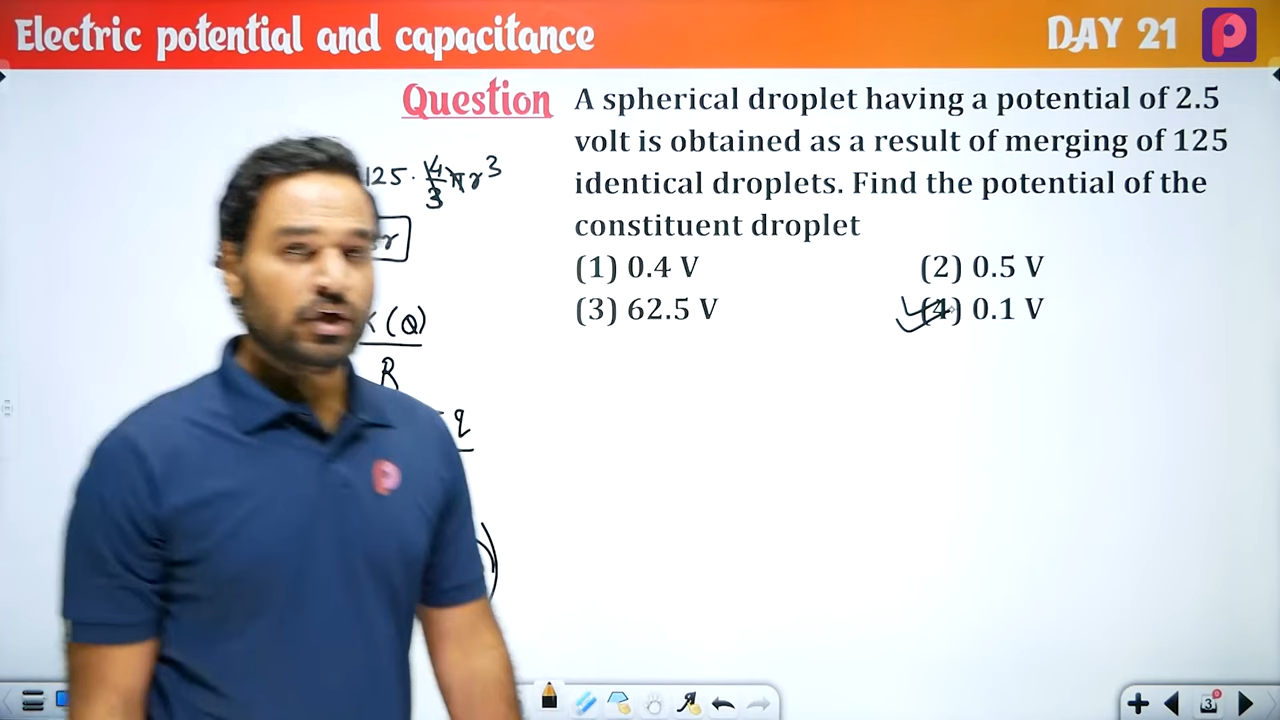 Electric potential and capacitance
DAY 21
Question
A spherical droplet having a potential of 2.5
volt is obtained as a result of merging of 125
identical droplets. Find the potential of the
constituent droplet
(1) 0.4 V
(2) 0.5 V
(3) 62.5 V
(4) 0.1 V
125 · 4/3 π r³
r
K (Q)
R
q
3